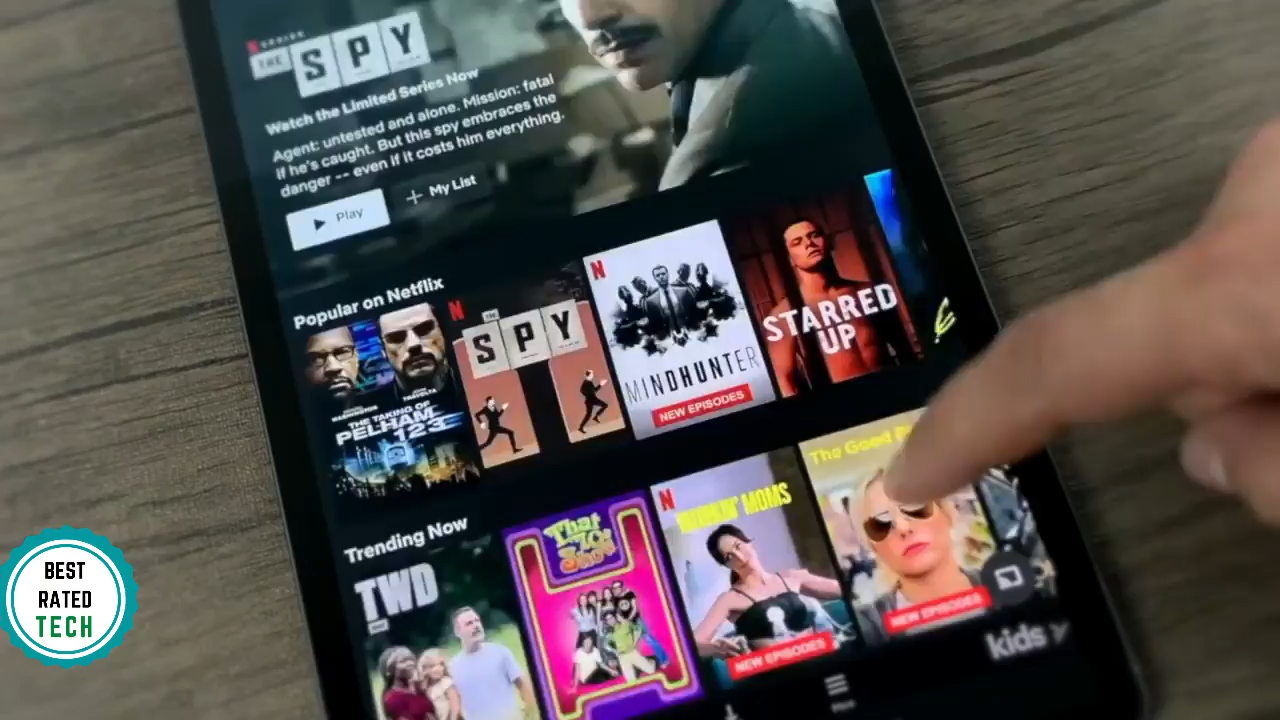 N SERIES
THE SPY
Watch the Limited Series Now
Agent: untested and alone. Mission: fatal
if he's caught. But this spy embraces the
danger -- even if it costs him everything.
Play
My List
Popular on Netflix
THE TAKING OF
PELHAM
123
N
THE
SPY
N
MINDHUNTER
NEW EPISODES
STARRED
UP
Trending Now
TWD
That
'70s
Show
N
WORKIN' MOMS
NEW EPISODES
The Good
NEW EPISODES
kids
BEST
RATED
TECH